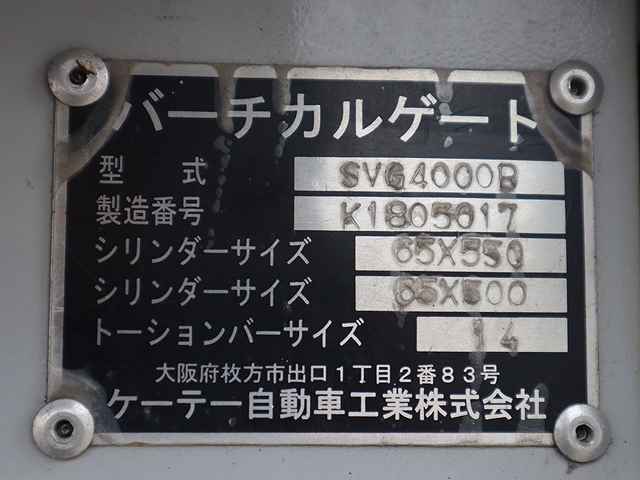 バーチカルゲート
型 式 SVG4000B
製造番号 K1805017
シリンダーサイズ 65X550
シリンダーサイズ 65X500
トーションバーサイズ 14
大阪府枚方市出口1丁目2番83号
ケーテー自動車工業株式会社